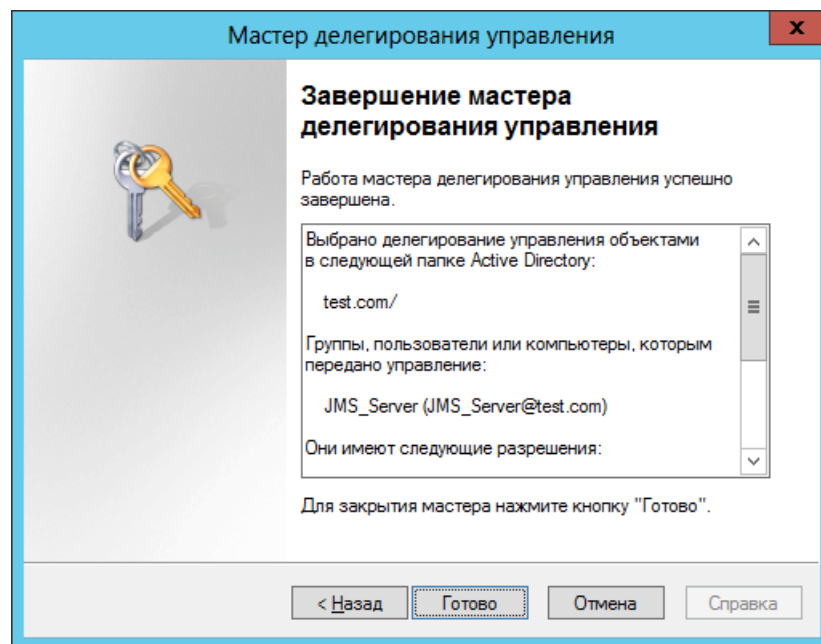 Мастер делегирования управления
x
Завершение мастера
делегирования управления
Работа мастера делегирования управления успешно
завершена.
Выбрано делегирование управления объектами
в следующей папке Active Directory:
test.com/
Группы, пользователи или компьютеры, которым
передано управление:
JMS_Server (JMS_Server@test.com)
Они имеют следующие разрешения:
Для закрытия мастера нажмите кнопку "Готово".
< Назад
Готово
Отмена
Справка